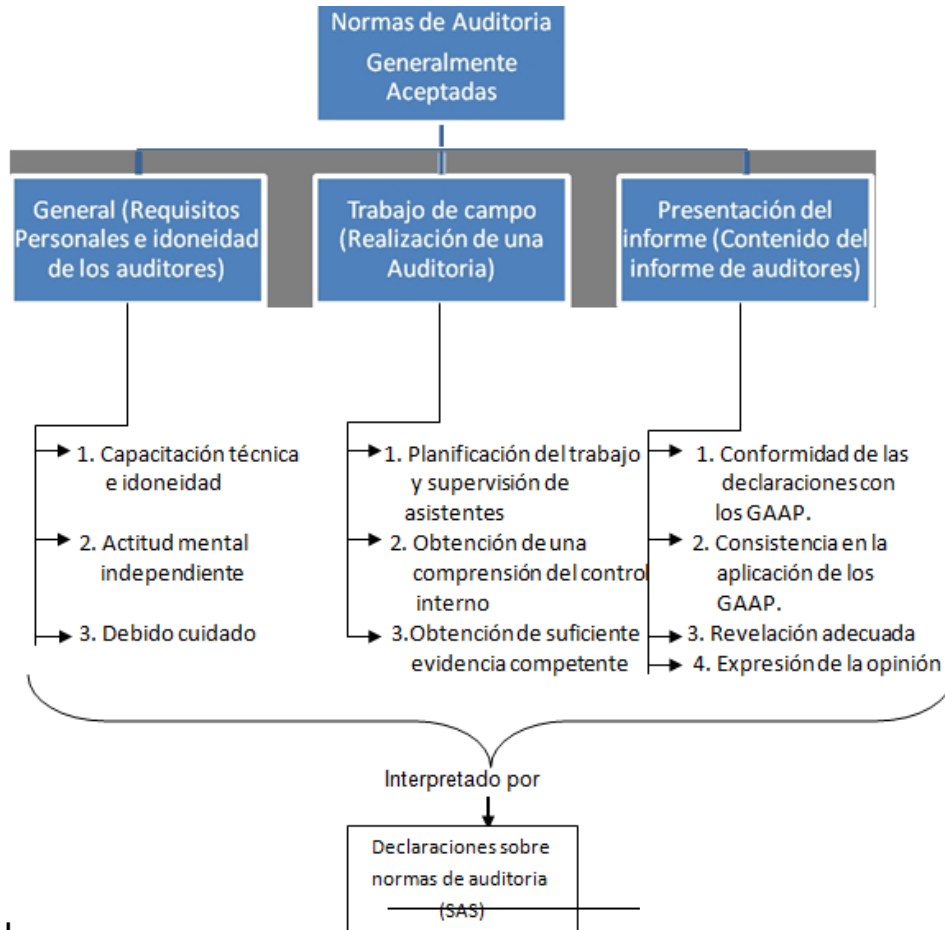 Normas de Auditoria
Generalmente
Aceptadas
General (Requisitos
Personales e idoneidad
de los auditores)
Trabajo de campo
(Realización de una
Auditoria)
Presentación del
informe (Contenido del
informe de auditores)
1. Capacitación técnica
e idoneidad
2. Actitud mental
independiente
3. Debido cuidado
1. Planificación del trabajo
y supervisión de
asistentes
2. Obtención de una
comprensión del control
interno
3.Obtención de suficiente
evidencia competente
1. Conformidad de las
declaraciones con
los GAAP.
2. Consistencia en la
aplicación de los
GAAP.
3. Revelación adecuada
4. Expresión de la opinión
Interpretado por
Declaraciones sobre
normas de auditoria
(SAS)